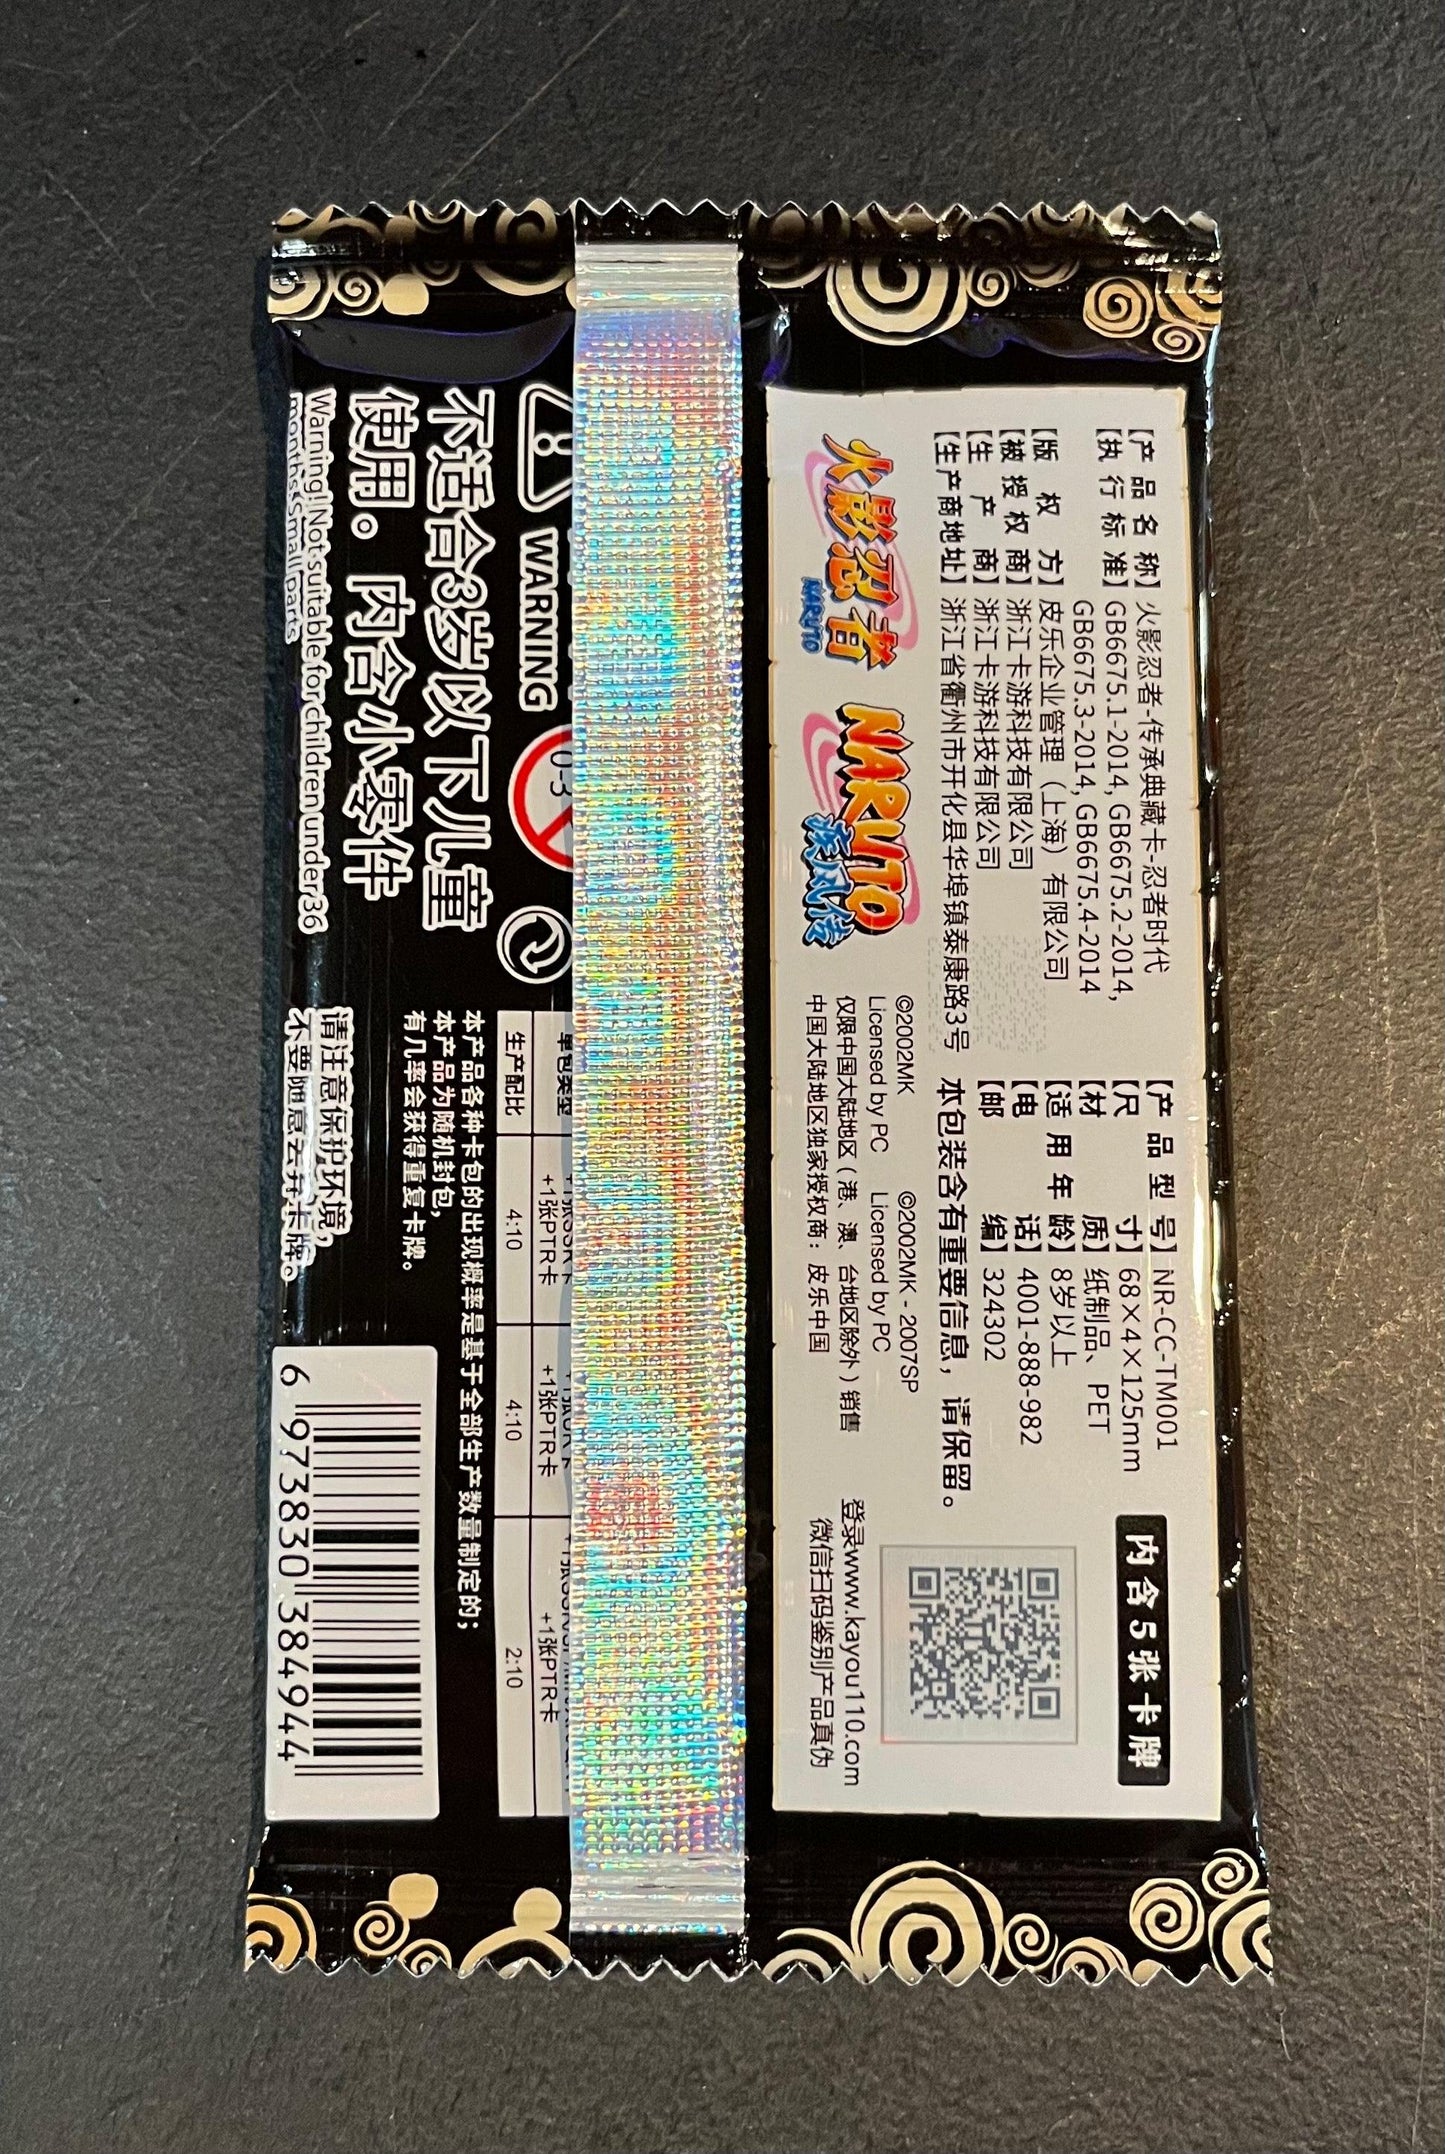 【产品名称】火影忍者-传承典藏卡-忍者时代
【执行标准】GB6675.1-2014, GB6675.2-2014,
GB6675.3-2014, GB6675.4-2014
【版权方】皮乐企业管理（上海）有限公司
【被授权商】浙江卡游科技有限公司
【生产商】浙江卡游科技有限公司
【生产商地址】浙江省衢州市开化县华埠镇泰康路3号
【产品型号】NR-CC-TM001
【尺寸】68×4×125mm
【材质】纸制品、PET
【适用年龄】8岁以上
【电话】4001-888-982
【邮编】324302
本包装含有重要信息，请保留。
内含5张卡牌
火影忍者
NARUTO
NARUTO
疾风传
©2002MK
Licensed by PC
©2002MK - 2007SP
Licensed by PC
仅限中国大陆地区（港、澳、台地区除外）销售
中国大陆地区独家授权商：皮乐中国
登录www.kayou110.com
微信扫码鉴别产品真伪
WARNING
0-3
不适合3岁以下儿童
使用。内含小零件
Warning! Not suitable for children under 36
months.Small parts
单包类型
+1张PTR卡
+1张PTR卡
+1张PTR卡
生产配比 4:10 4:10 2:10
本产品各种卡包的出现概率是基于全部生产数量制定的；
本产品为随机封包，
有几率会获得重复卡牌。
请注意保护环境，
不要随意丢弃卡牌。
6 973830 384944